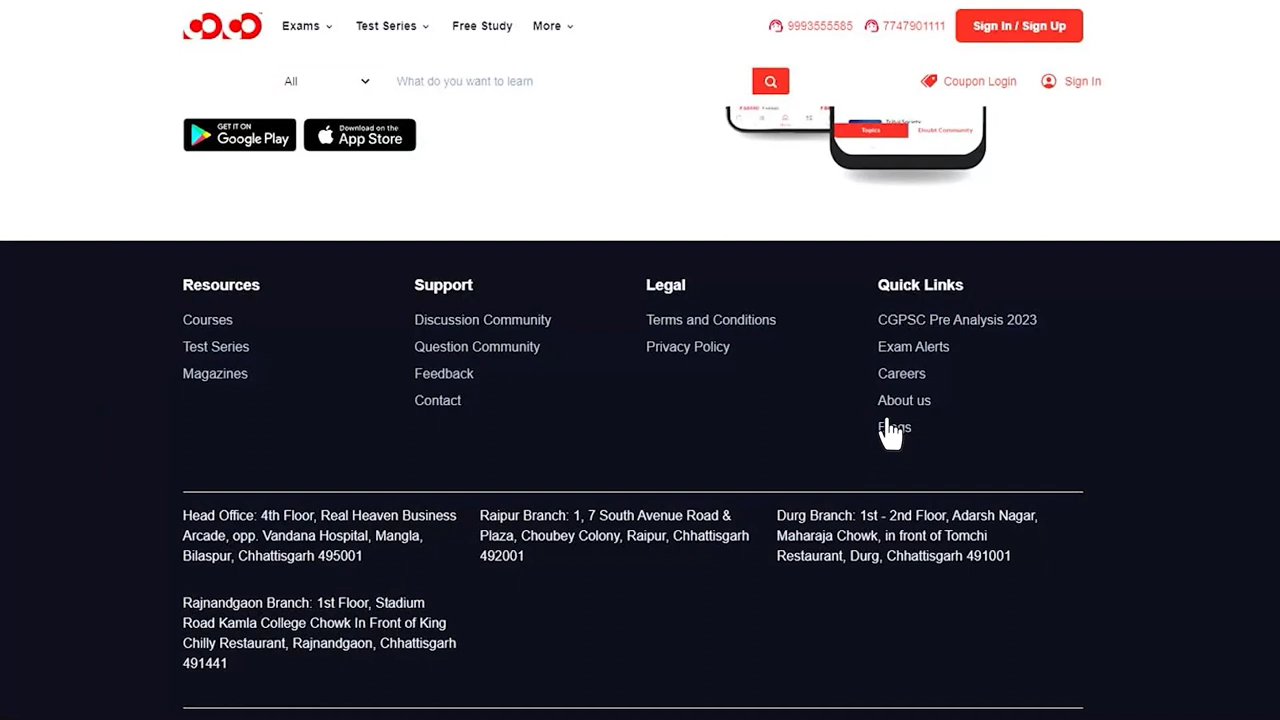 Exams
Test Series
Free Study
More
9993555585
7747901111
Sign In / Sign Up
All
What do you want to learn
Coupon Login
Sign In
GET IT ON
Google Play
Download on the
App Store
Topics
Doubt Community
Resources
Support
Legal
Quick Links
Courses
Discussion Community
Terms and Conditions
CGPSC Pre Analysis 2023
Test Series
Question Community
Privacy Policy
Exam Alerts
Magazines
Feedback
Careers
Contact
About us
Head Office: 4th Floor, Real Heaven Business
Arcade, opp. Vandana Hospital, Mangla,
Bilaspur, Chhattisgarh 495001
Raipur Branch: 1, 7 South Avenue Road &
Plaza, Choubey Colony, Raipur, Chhattisgarh
492001
Durg Branch: 1st - 2nd Floor, Adarsh Nagar,
Maharaja Chowk, in front of Tomchi
Restaurant, Durg, Chhattisgarh 491001
Rajnandgaon Branch: 1st Floor, Stadium
Road Kamla College Chowk In Front of King
Chilly Restaurant, Rajnandgaon, Chhattisgarh
491441